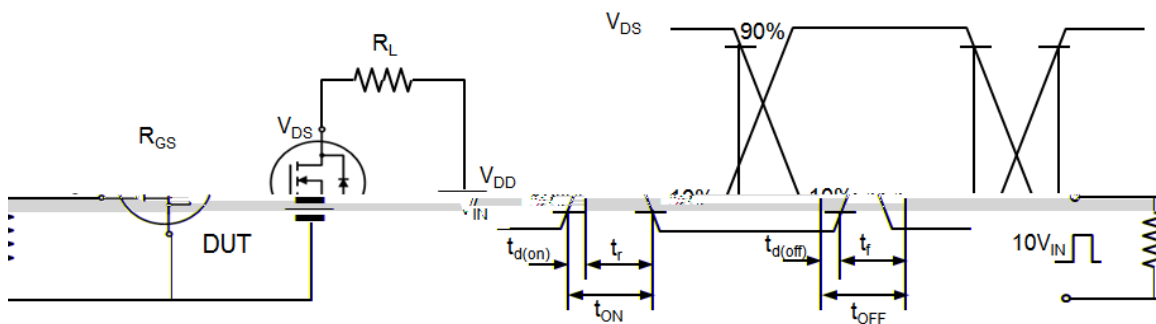 V_DS
90%
R_L
V_DS
R_GS
V_DD
10%
10%
DUT
t_d(on)
t_r
t_d(off)
t_f
10V_IN
t_ON
t_OFF